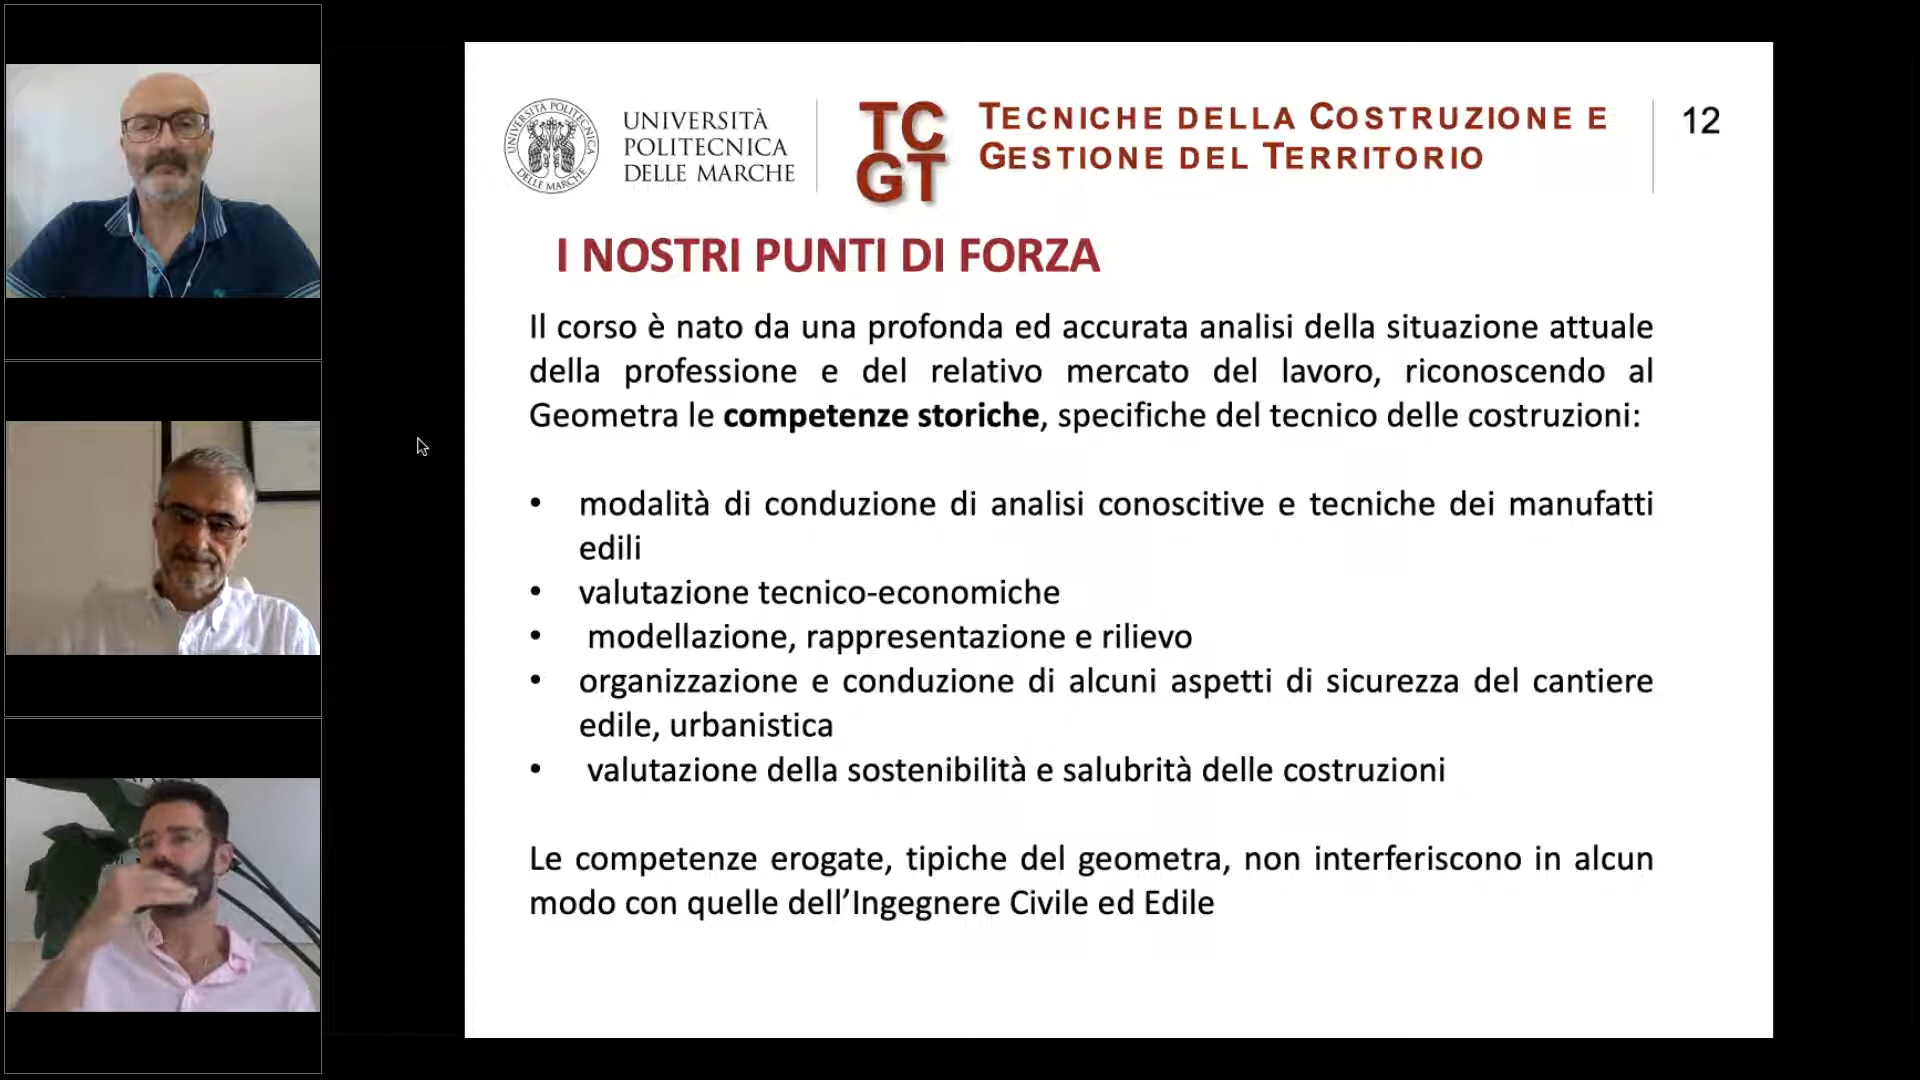 UNIVERSITÀ POLITECNICA
DELLE MARCHE
UNIVERSITÀ
POLITECNICA
DELLE MARCHE
TC
GT
TECNICHE DELLA COSTRUZIONE E
GESTIONE DEL TERRITORIO
12
I NOSTRI PUNTI DI FORZA
Il corso è nato da una profonda ed accurata analisi della situazione attuale
della professione e del relativo mercato del lavoro, riconoscendo al
Geometra le competenze storiche, specifiche del tecnico delle costruzioni:
• modalità di conduzione di analisi conoscitive e tecniche dei manufatti
edili
• valutazione tecnico-economiche
• modellazione, rappresentazione e rilievo
• organizzazione e conduzione di alcuni aspetti di sicurezza del cantiere
edile, urbanistica
• valutazione della sostenibilità e salubrità delle costruzioni
Le competenze erogate, tipiche del geometra, non interferiscono in alcun
modo con quelle dell’Ingegnere Civile ed Edile